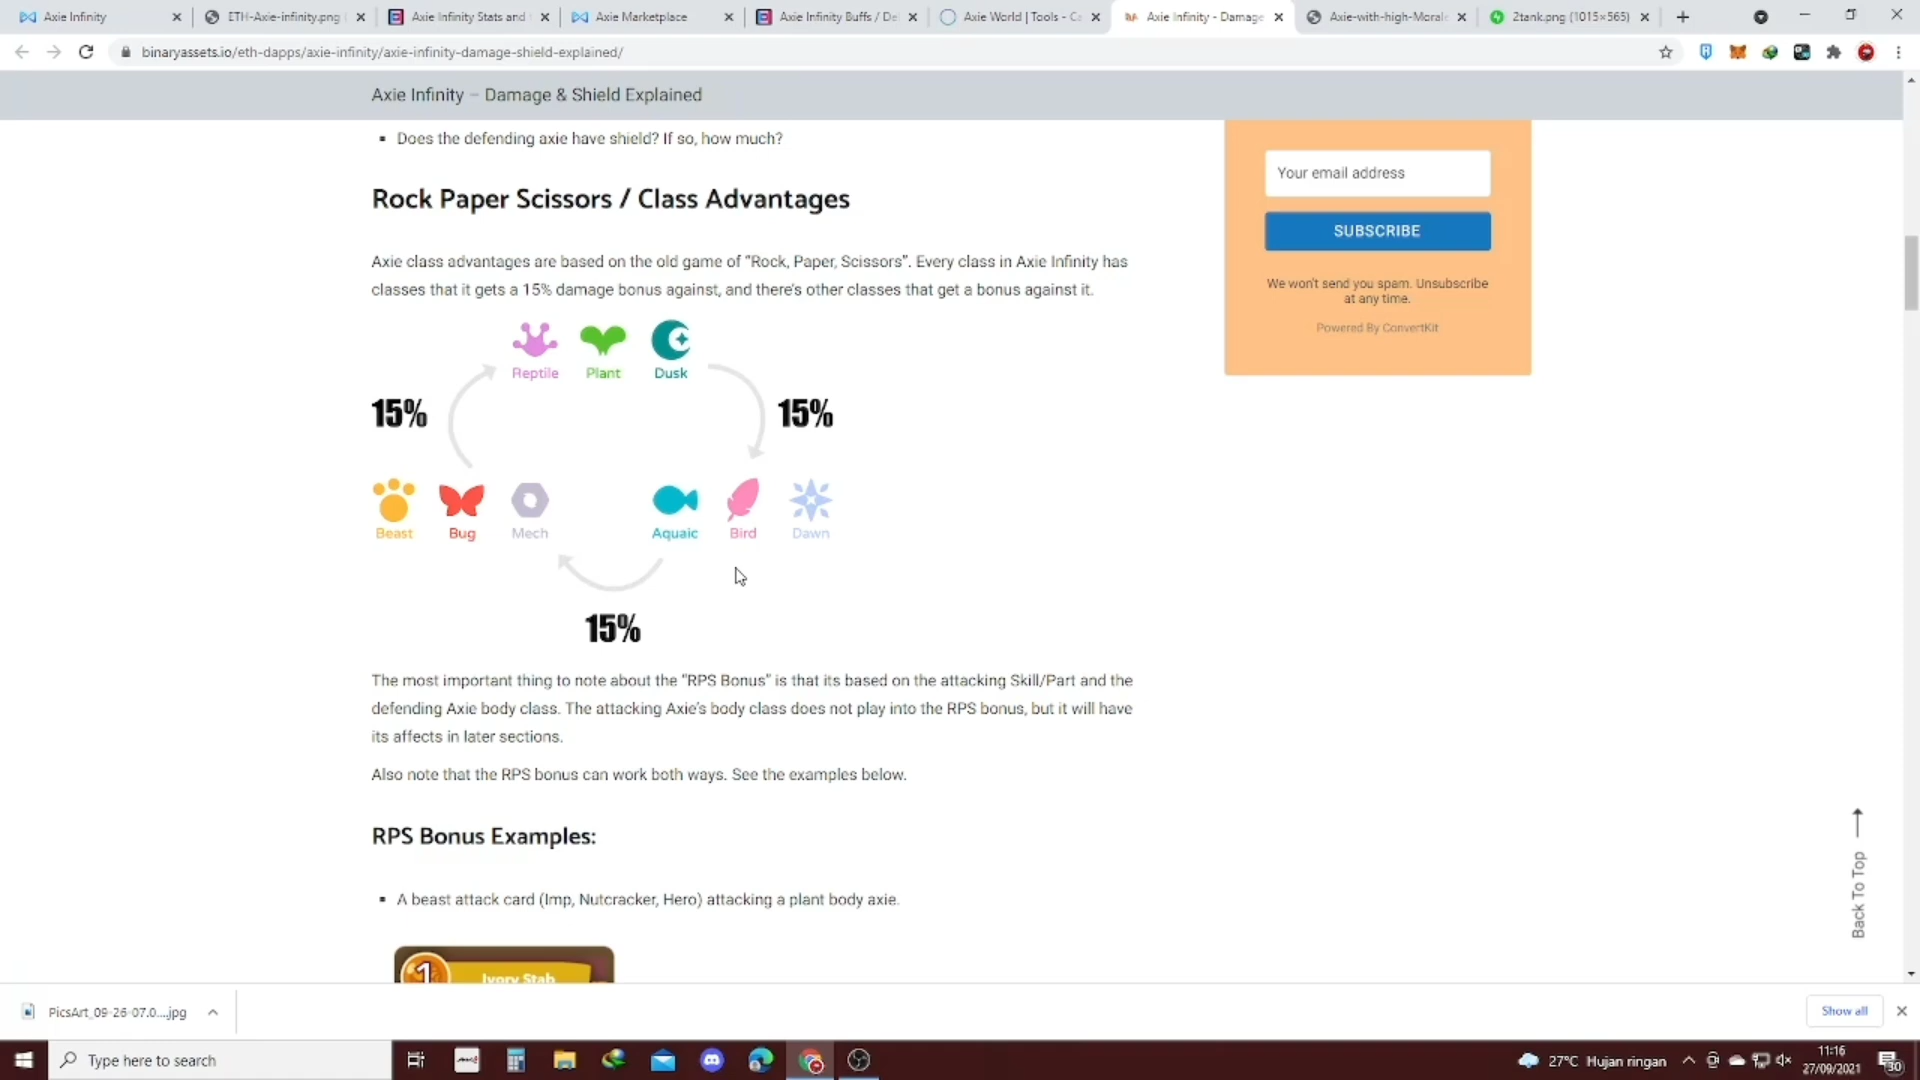 Axie Infinity
ETH-Axie-infinity.png
Axie Infinity Stats and
Axie Marketplace
Axie Infinity Buffs / De
Axie World | Tools - Ca
Axie Infinity - Damage
Axie-with-high-Morale
2tank.png (1015×565)
binaryassets.io/eth-dapps/axie-infinity/axie-infinity-damage-shield-explained/
Axie Infinity – Damage & Shield Explained
Does the defending axie have shield? If so, how much?
Rock Paper Scissors / Class Advantages
Axie class advantages are based on the old game of “Rock, Paper, Scissors”. Every class in Axie Infinity has
classes that it gets a 15% damage bonus against, and there’s other classes that get a bonus against it.
Reptile
Plant
Dusk
15%
15%
Beast
Bug
Mech
Aquaic
Bird
Dawn
15%
The most important thing to note about the “RPS Bonus” is that its based on the attacking Skill/Part and the
defending Axie body class. The attacking Axie’s body class does not play into the RPS bonus, but it will have
its affects in later sections.
Also note that the RPS bonus can work both ways. See the examples below.
RPS Bonus Examples:
A beast attack card (Imp, Nutcracker, Hero) attacking a plant body axie.
1
Ivory Stab
Your email address
SUBSCRIBE
We won't send you spam. Unsubscribe
at any time.
Powered By ConvertKit
Back To Top
PicsArt_09-26-07.0....jpg
Show all
Type here to search
27°C Hujan ringan
11:16
27/09/2021
30